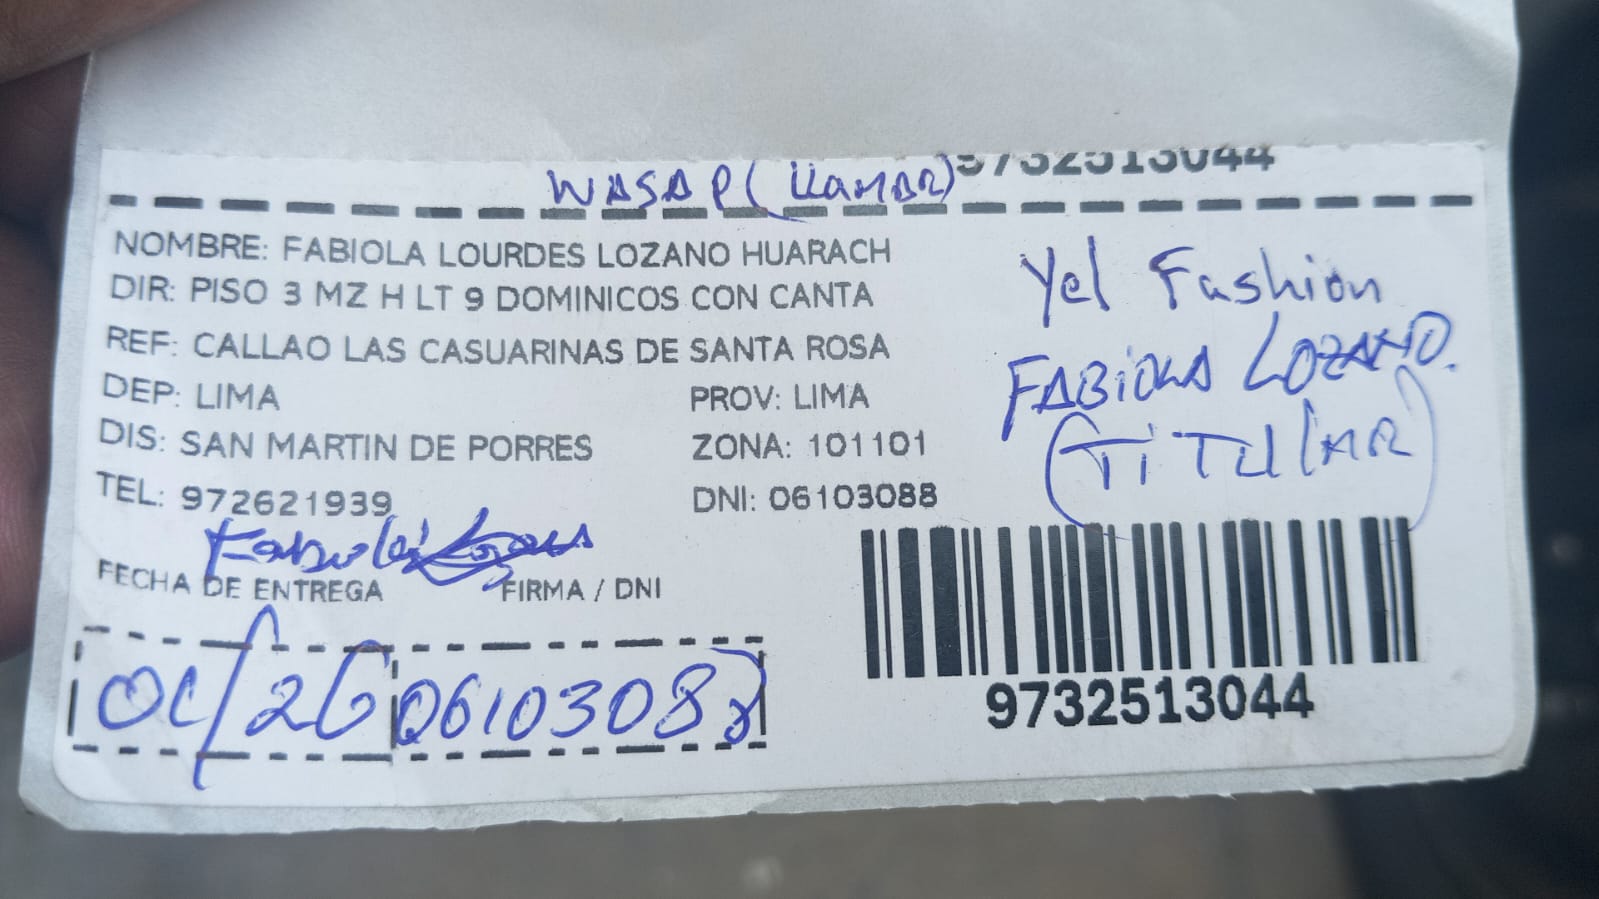 9732513044
WASAP (LLAMAR)
NOMBRE: FABIOLA LOURDES LOZANO HUARACH
DIR: PISO 3 MZ H LT 9 DOMINICOS CON CANTA
REF: CALLAO LAS CASUARINAS DE SANTA ROSA
DEP: LIMA PROV: LIMA
DIS: SAN MARTIN DE PORRES ZONA: 101101
TEL: 972621939 DNI: 06103088
Yel Fashion
FABIOLA LOZANO.
(TITULAR)
Fabiola Lozano
FECHA DE ENTREGA FIRMA / DNI
06103088
9732513044